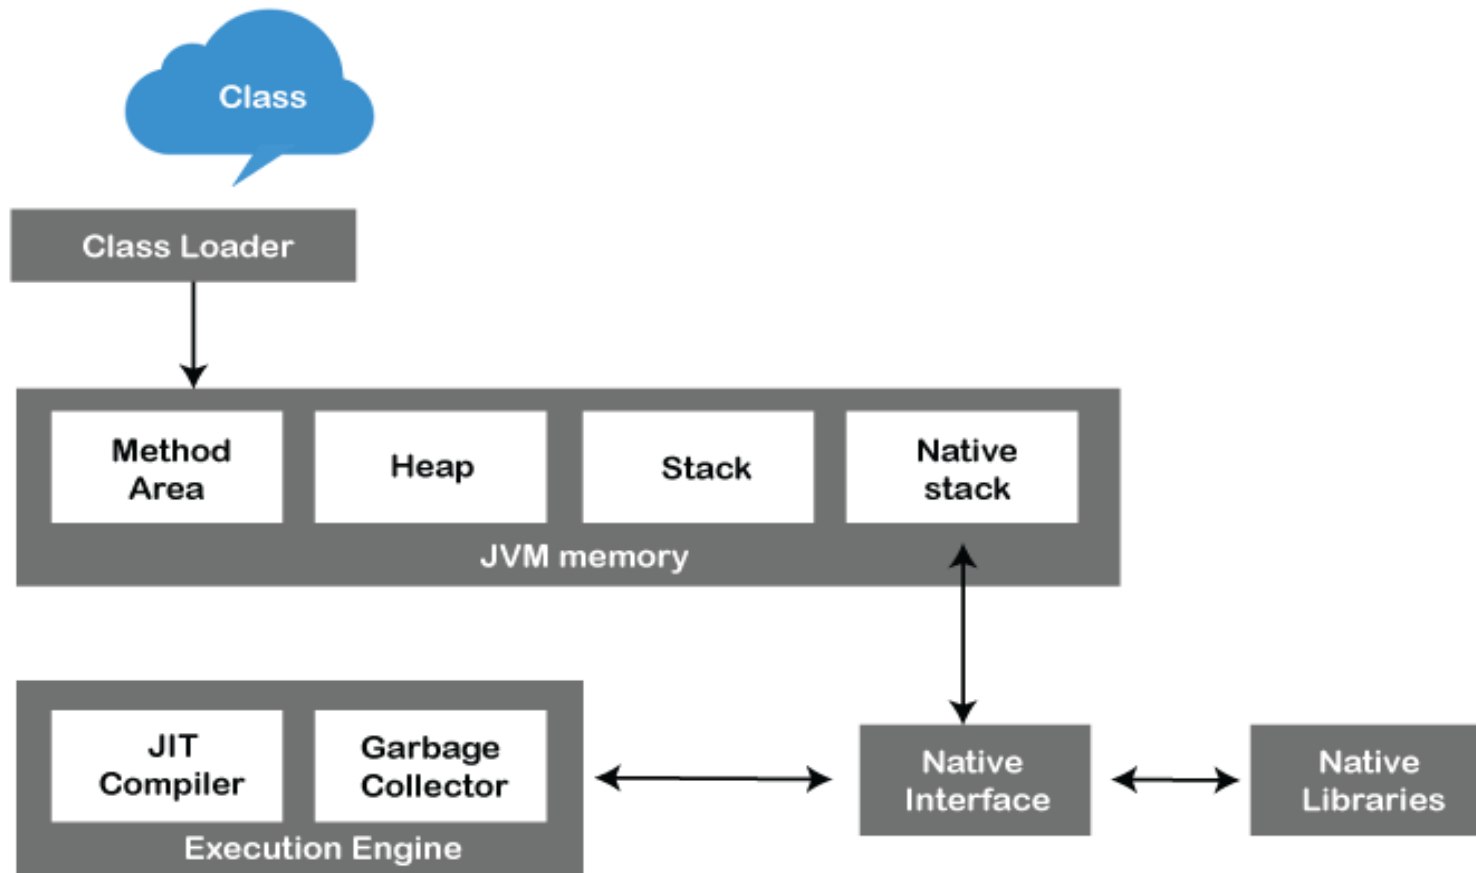 Class
Class Loader
Method
Area
Heap
Stack
Native
stack
JVM memory
JIT
Compiler
Garbage
Collector
Execution Engine
Native
Interface
Native
Libraries